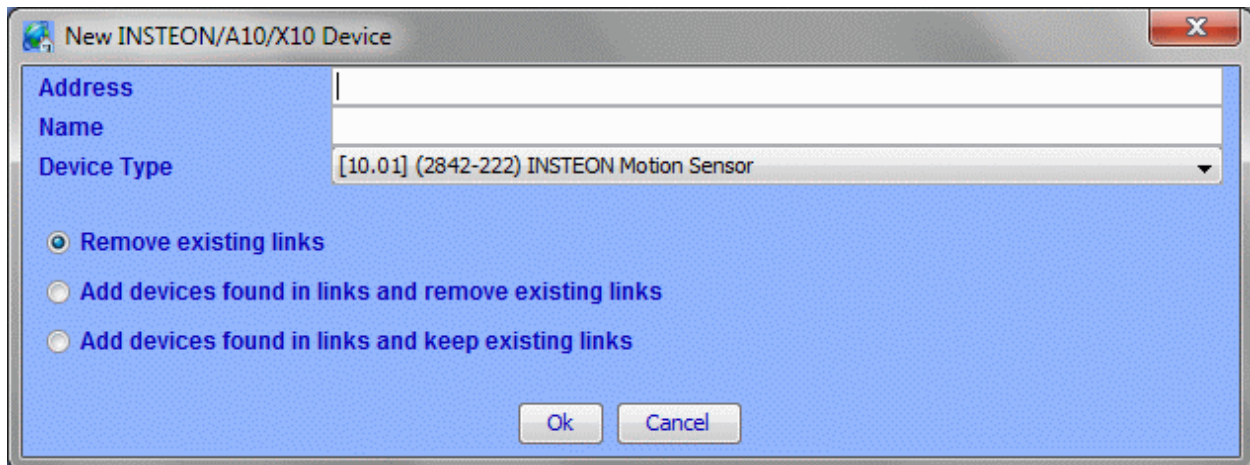 New INSTEON/A10/X10 Device
Address
Name
Device Type [10.01] (2842-222) INSTEON Motion Sensor
Remove existing links
Add devices found in links and remove existing links
Add devices found in links and keep existing links
Ok Cancel